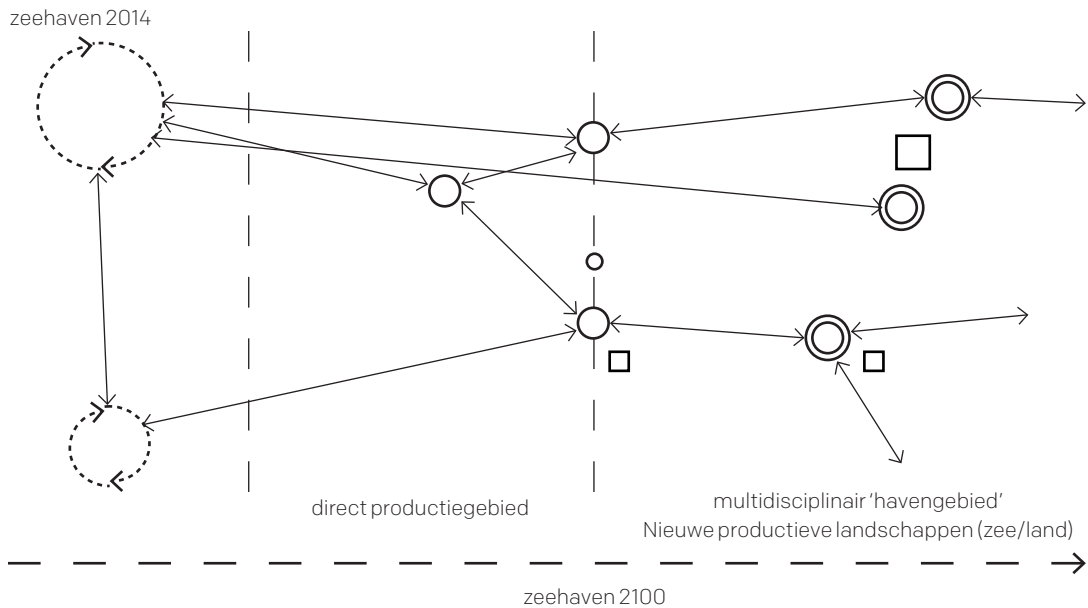 zeehaven 2014
direct productiegebied
multidisciplinair ‘havengebied’
Nieuwe productieve landschappen (zee/land)
zeehaven 2100